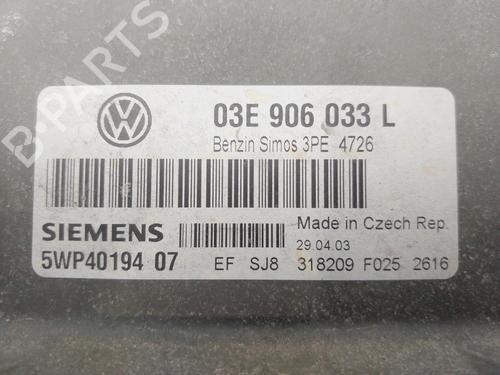 B-PARTS
03E 906 033 L
Benzin Simos 3PE 4726
SIEMENS
Made in Czech Rep.
29.04.03
5WP40194 07
EF SJ8 318209 F025 2616